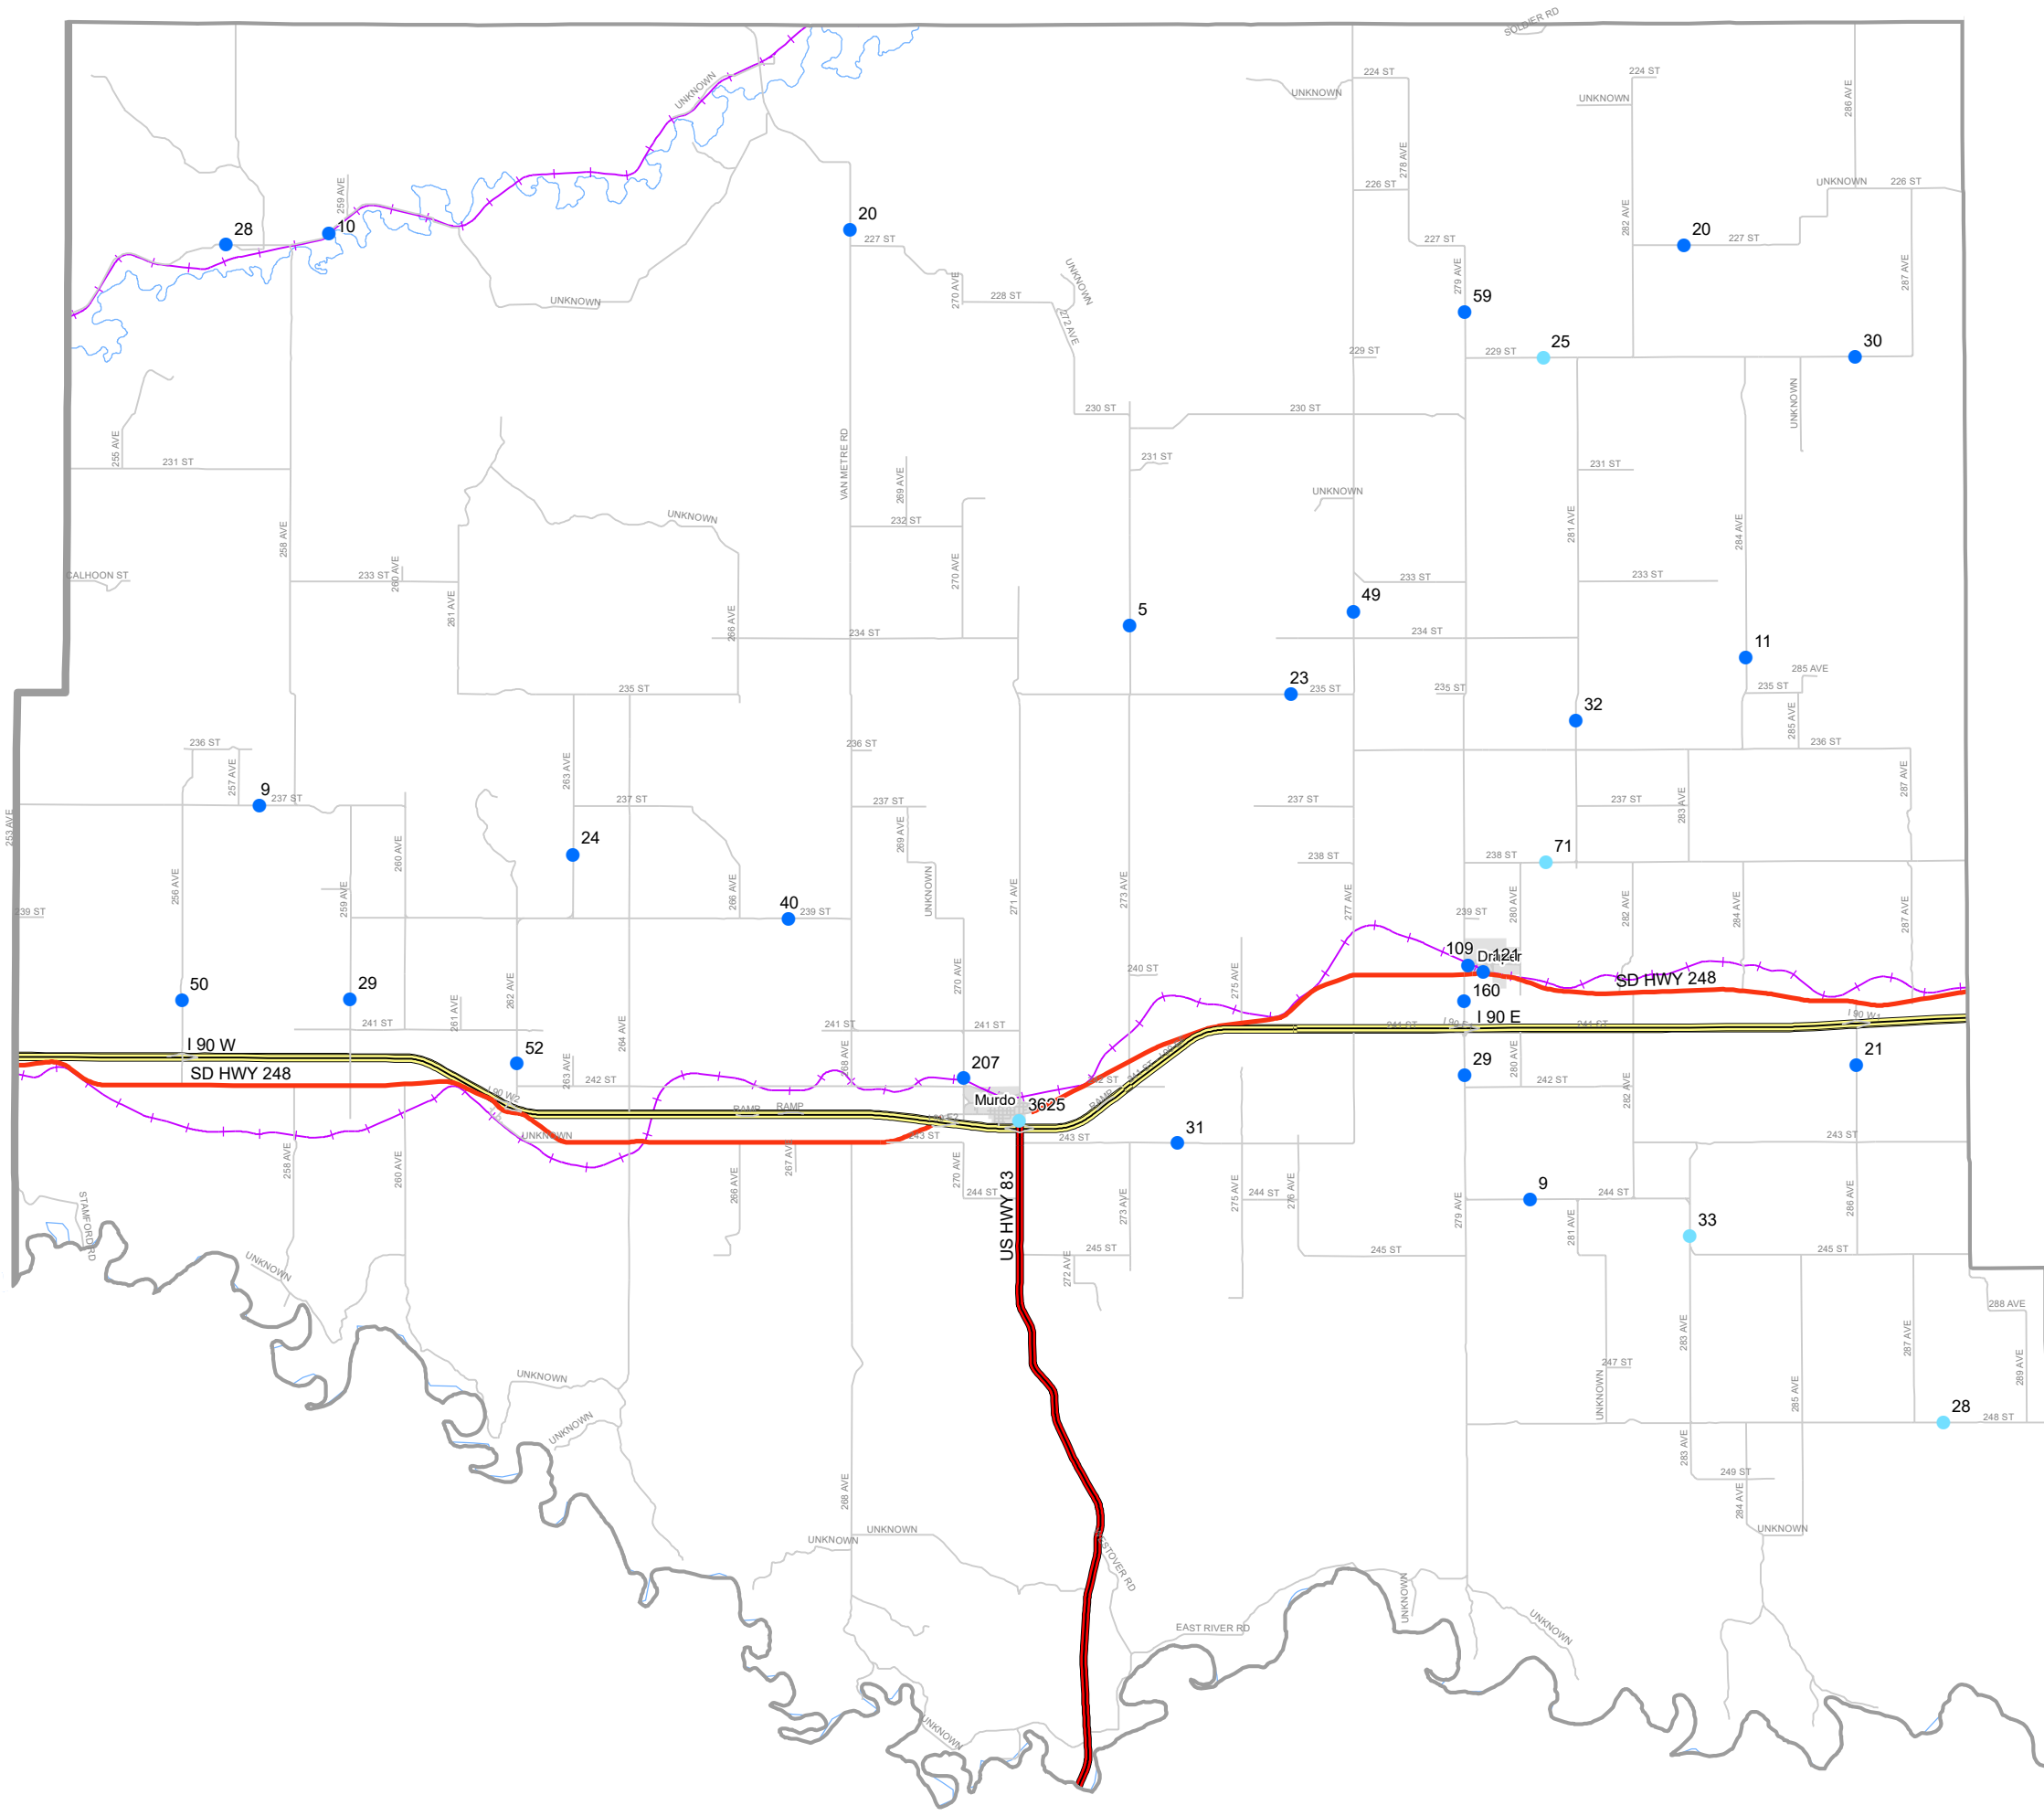 SOLDIER RD
224 ST
224 ST
UNKNOWN
UNKNOWN
UNKNOWN
286 AVE
278 AVE
226 ST
UNKNOWN
226 ST
259 AVE
282 AVE
28
10
20
227 ST
227 ST
20
227 ST
UNKNOWN
270 AVE
279 AVE
287 AVE
UNKNOWN
228 ST
272 AVE
59
229 ST
229 ST
25
30
230 ST
230 ST
UNKNOWN
255 AVE
231 ST
VAN METRE RD
269 AVE
231 ST
231 ST
UNKNOWN
UNKNOWN
232 ST
258 AVE
270 AVE
281 AVE
284 AVE
CALHOON ST
233 ST
260 AVE
233 ST
233 ST
261 AVE
266 AVE
234 ST
5
49
234 ST
11
285 AVE
235 ST
23
235 ST
235 ST
235 ST
32
285 AVE
236 ST
236 ST
236 ST
257 AVE
263 AVE
287 AVE
9
237 ST
237 ST
237 ST
237 ST
237 ST
283 AVE
253 AVE
24
260 AVE
269 AVE
238 ST
238 ST
71
256 AVE
259 AVE
266 AVE
UNKNOWN
271 AVE
273 AVE
277 AVE
280 AVE
282 AVE
284 AVE
287 AVE
239 ST
40
239 ST
239 ST
109
121
240 ST
275 AVE
SD HWY 248
50
29
262 AVE
270 AVE
160
I 90 E
I 90 W1
261 AVE
241 ST
264 AVE
241 ST
241 ST
241 ST
I 90 W
52
263 AVE
268 AVE
207
29
280 AVE
21
SD HWY 248
242 ST
242 ST
242 ST
282 AVE
I 90 W2
Murdo
3625
RAMP
RAMP
RAMP
I 90 E2
UNKNOWN
243 ST
243 ST
31
243 ST
258 AVE
260 AVE
266 AVE
267 AVE
270 AVE
244 ST
US HWY 83
273 AVE
275 AVE
244 ST
276 AVE
279 AVE
9
244 ST
281 AVE
286 AVE
33
STAMFORD RD
UNKNOWN
245 ST
245 ST
245 ST
272 AVE
288 AVE
283 AVE
287 AVE
289 AVE
247 ST
UNKNOWN
UNKNOWN
285 AVE
28
248 ST
UNKNOWN
283 AVE
249 ST
268 AVE
284 AVE
UNKNOWN
UNKNOWN
UNKNOWN
UNKNOWN
UNKNOWN
EAST RIVER RD
UNKNOWN